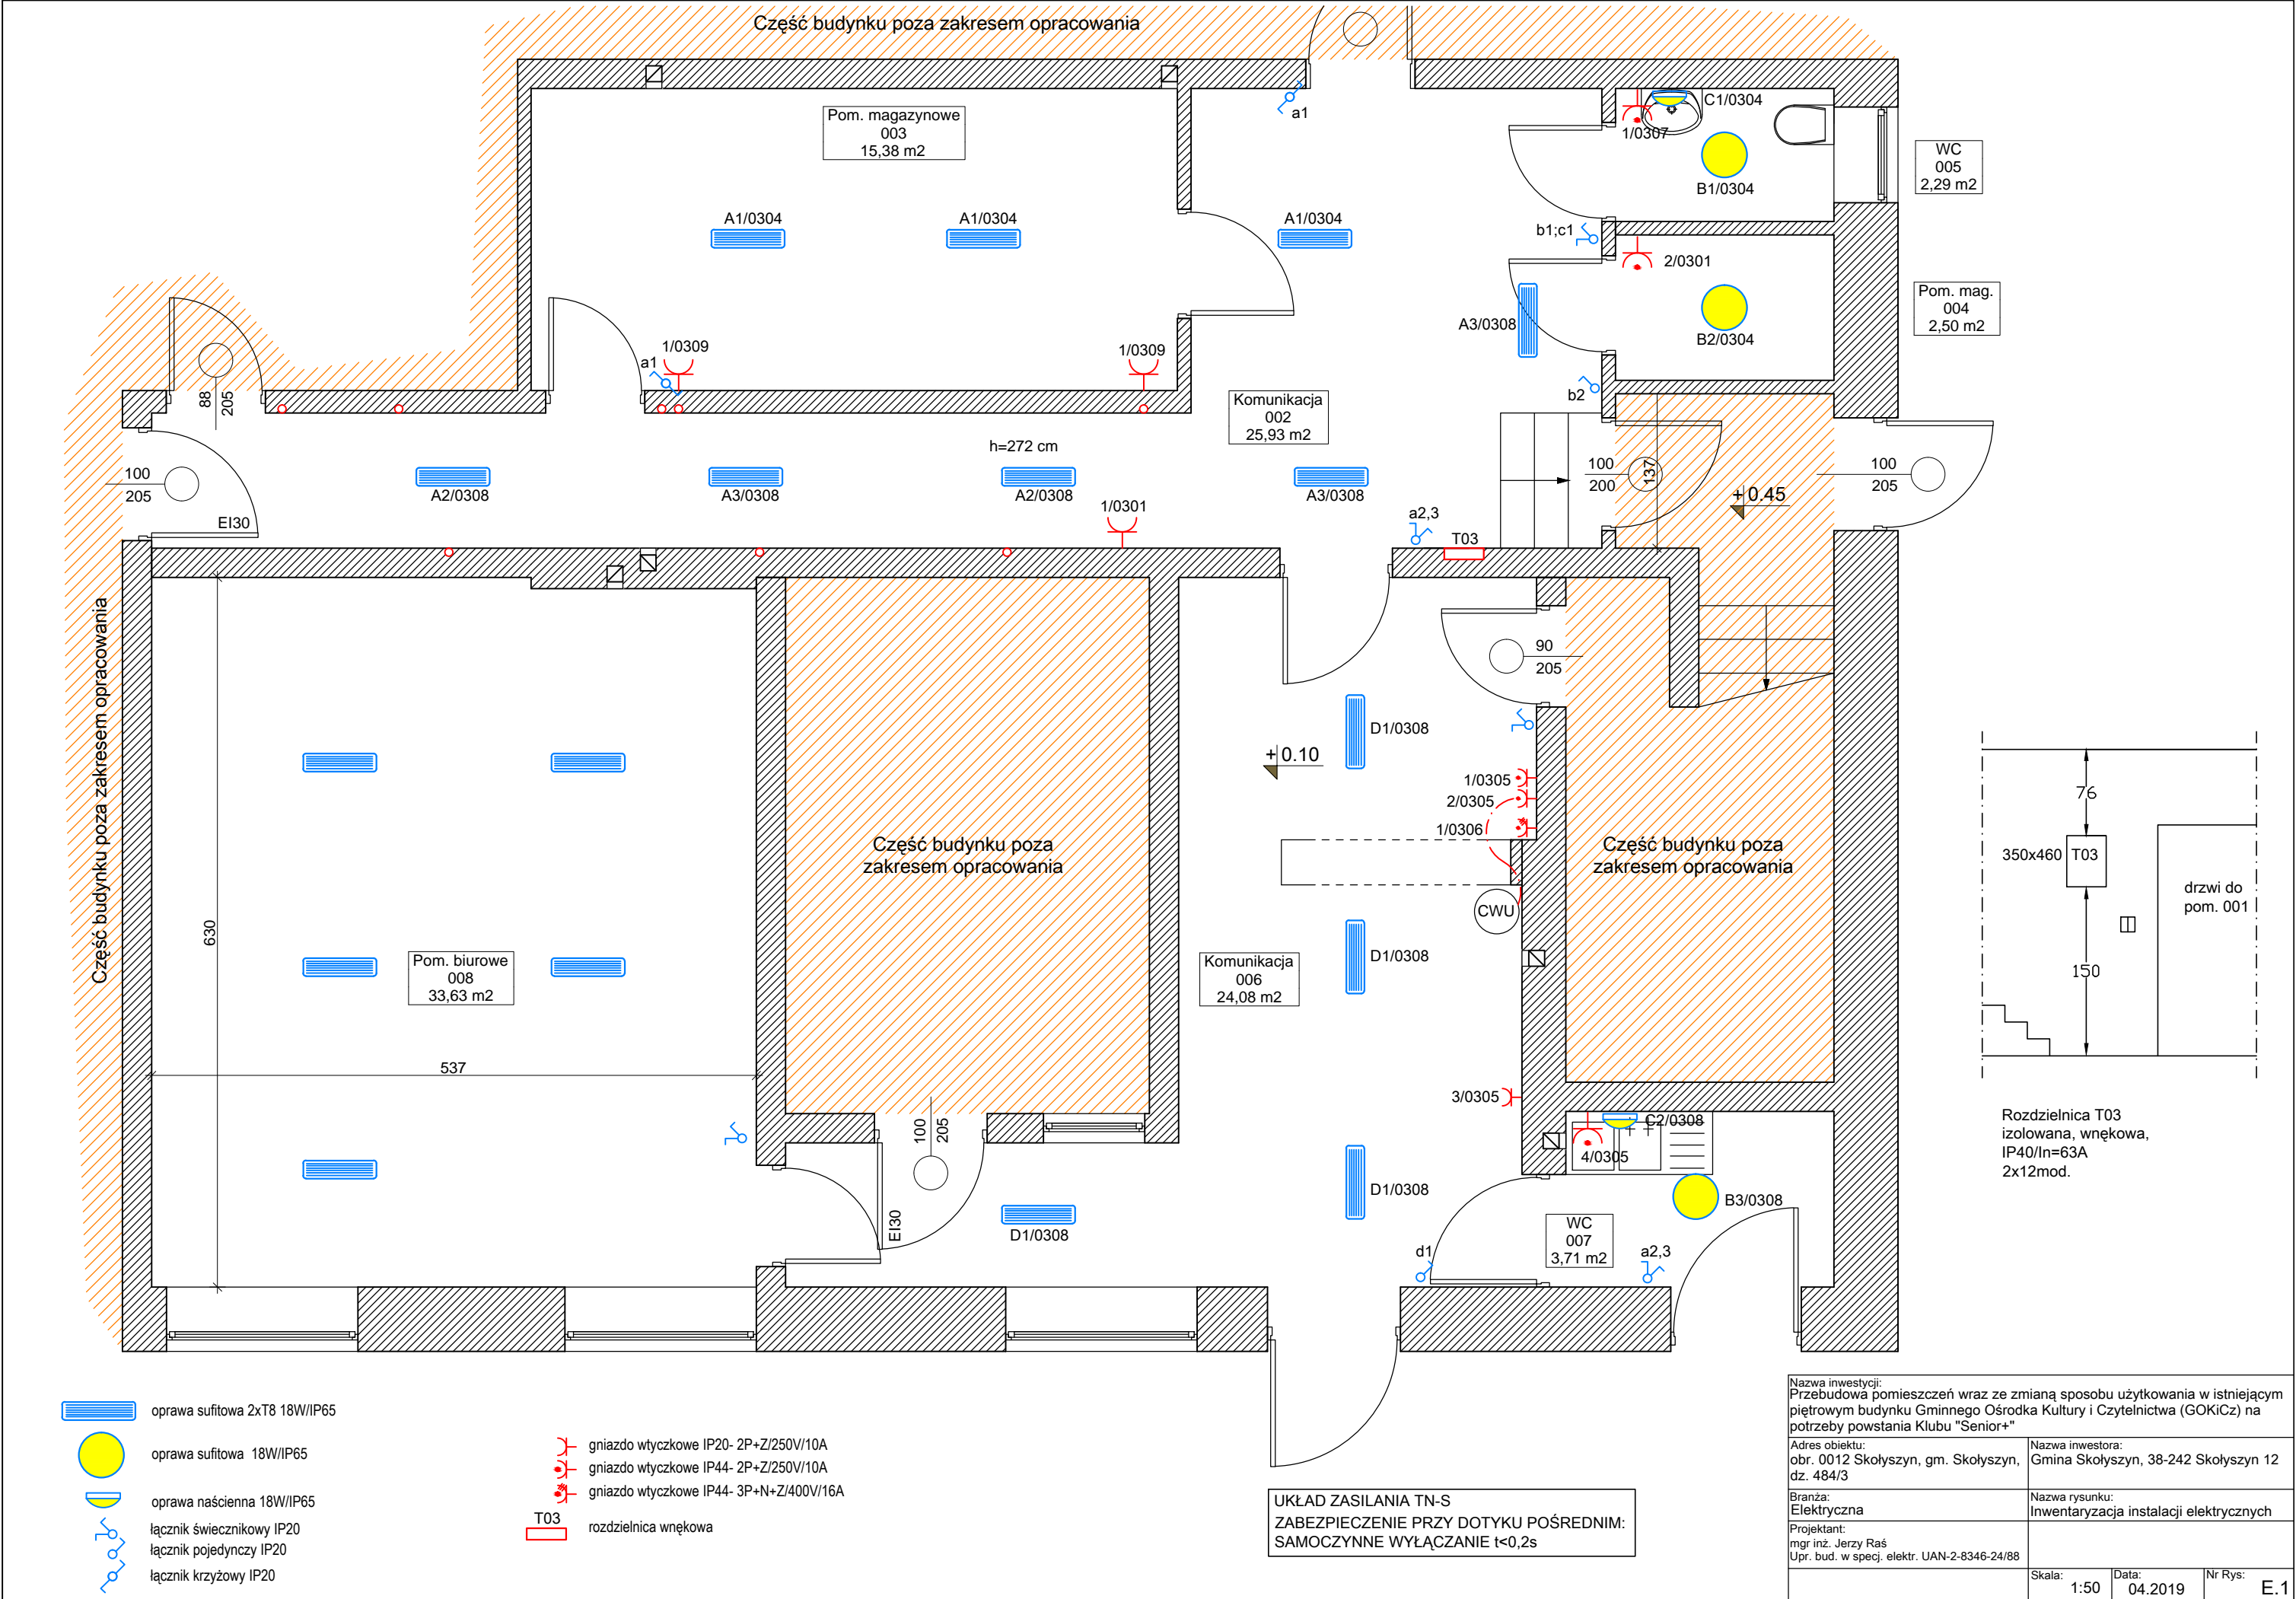 Część budynku poza zakresem opracowania
Pom. magazynowe
003
15,38 m2
a1
C1/0304
1/0307
B1/0304
WC
005
2,29 m2
A1/0304
A1/0304
A1/0304
b1;c1
2/0301
Pom. mag.
004
2,50 m2
A3/0308
B2/0304
1/0309
1/0309
a1
88
205
b2
Komunikacja
002
25,93 m2
h=272 cm
100
205
EI30
A2/0308
A3/0308
A2/0308
A3/0308
100
200
137
+0.45
100
205
1/0301
a2,3
T03
Część budynku poza zakresem opracowania
90
205
D1/0308
+0.10
1/0305
2/0305
1/0306
Część budynku poza
zakresem opracowania
Część budynku poza
zakresem opracowania
76
350x460
T03
drzwi do
pom. 001
150
CWU
630
Pom. biurowe
008
33,63 m2
Komunikacja
006
24,08 m2
D1/0308
537
3/0305
100
205
EI30
C2/0308
4/0305
Rozdzielnica T03
izolowana, wnękowa,
IP40/In=63A
2x12mod.
D1/0308
D1/0308
B3/0308
WC
007
3,71 m2
d1
a2,3
oprawa sufitowa 2xT8 18W/IP65
oprawa sufitowa 18W/IP65
oprawa naścienna 18W/IP65
łącznik świecznikowy IP20
łącznik pojedynczy IP20
łącznik krzyżowy IP20
gniazdo wtyczkowe IP20- 2P+Z/250V/10A
gniazdo wtyczkowe IP44- 2P+Z/250V/10A
gniazdo wtyczkowe IP44- 3P+N+Z/400V/16A
T03
rozdzielnica wnękowa
UKŁAD ZASILANIA TN-S
ZABEZPIECZENIE PRZY DOTYKU POŚREDNIM:
SAMOCZYNNE WYŁĄCZANIE t<0,2s
Nazwa inwestycji:
Przebudowa pomieszczeń wraz ze zmianą sposobu użytkowania w istniejącym
piętrowym budynku Gminnego Ośrodka Kultury i Czytelnictwa (GOKiCz) na
potrzeby powstania Klubu "Senior+"
Adres obiektu:
obr. 0012 Skołyszyn, gm. Skołyszyn,
dz. 484/3
Nazwa inwestora:
Gmina Skołyszyn, 38-242 Skołyszyn 12
Branża:
Elektryczna
Nazwa rysunku:
Inwentaryzacja instalacji elektrycznych
Projektant:
mgr inż. Jerzy Raś
Upr. bud. w specj. elektr. UAN-2-8346-24/88
Skala:
1:50
Data:
04.2019
Nr Rys:
E.1